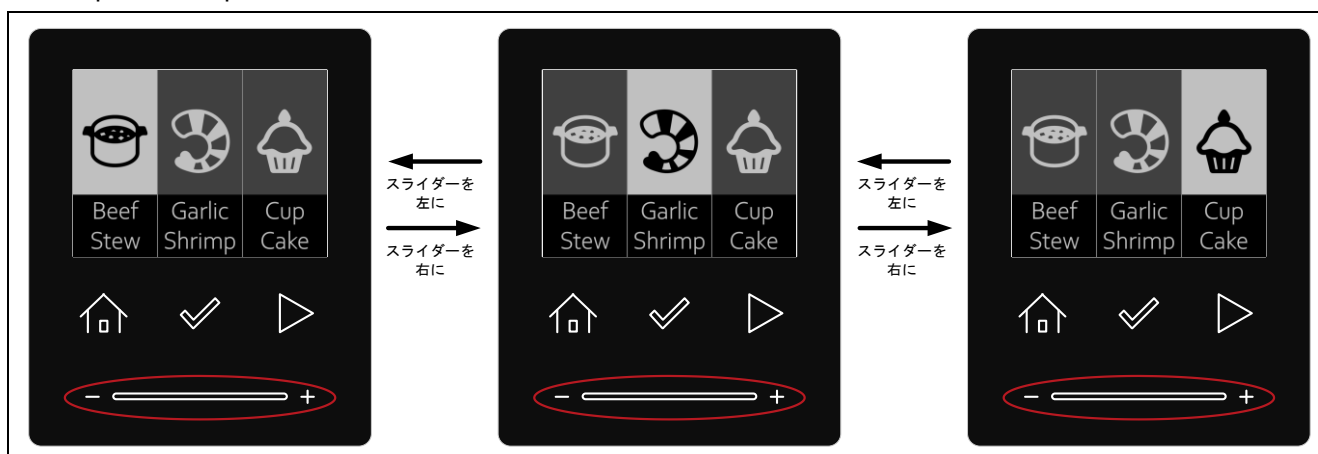 Beef Garlic Cup
Stew Shrimp Cake
- +
スライダーを
左に
スライダーを
右に
Beef Garlic Cup
Stew Shrimp Cake
- +
スライダーを
左に
スライダーを
右に
Beef Garlic Cup
Stew Shrimp Cake
- +